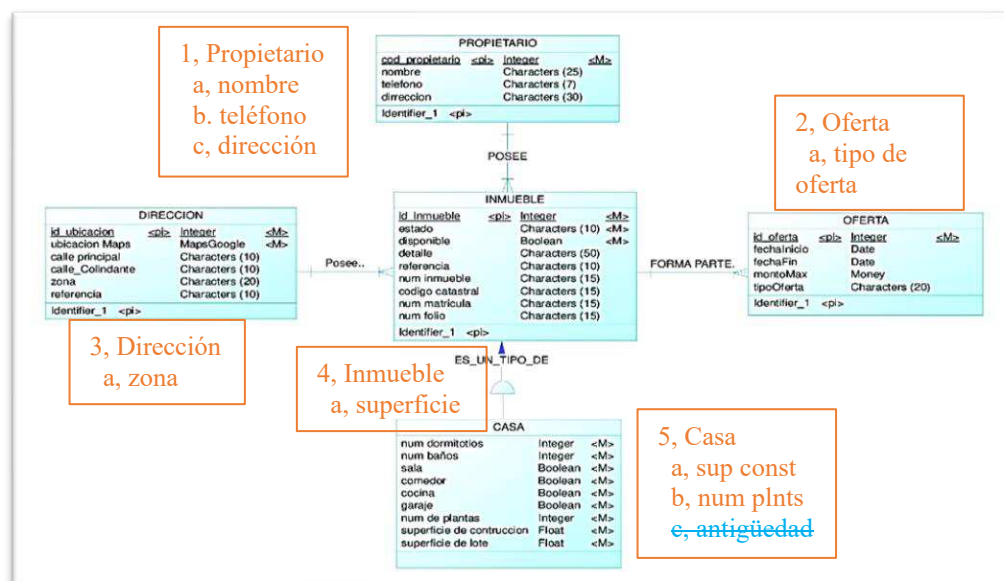 1, Propietario
a, nombre
b. teléfono
c, dirección
PROPIETARIO
cod_propietario <pi> Integer <M>
nombre Characters (25)
telefono Characters (7)
dirreccion Characters (30)
Identifier_1 <pi>
2, Oferta
a, tipo de
oferta
POSEE
DIRECCION
id_ubicacion <pi> Integer <M>
ubicacion Maps MapsGoogle <M>
calle principal Characters (10)
calle_Colindante Characters (10)
zona Characters (20)
referencia Characters (10)
Identifier_1 <pi>
Posee..
INMUEBLE
id_Inmueble <pi> Integer <M>
estado Characters (10) <M>
disponible Boolean <M>
detalle Characters (50)
referencia Characters (10)
num inmueble Characters (15)
codigo catastral Characters (15)
num matricula Characters (15)
num folio Characters (15)
Identifier_1 <pi>
FORMA PARTE.
OFERTA
id_oferta <pi> Integer <M>
fechaInicio Date
fechaFin Date
montoMax Money
tipoOferta Characters (20)
Identifier_1 <pi>
3, Dirección
a, zona
ES_UN_TIPO_DE
4, Inmueble
a, superficie
CASA
num dormitotios Integer <M>
num baños Integer <M>
sala Boolean <M>
comedor Boolean <M>
cocina Boolean <M>
garaje Boolean <M>
num de plantas Integer <M>
superficie de contruccion Float <M>
superficie de lote Float <M>
5, Casa
a, sup const
b, num plnts
c, antigüedad